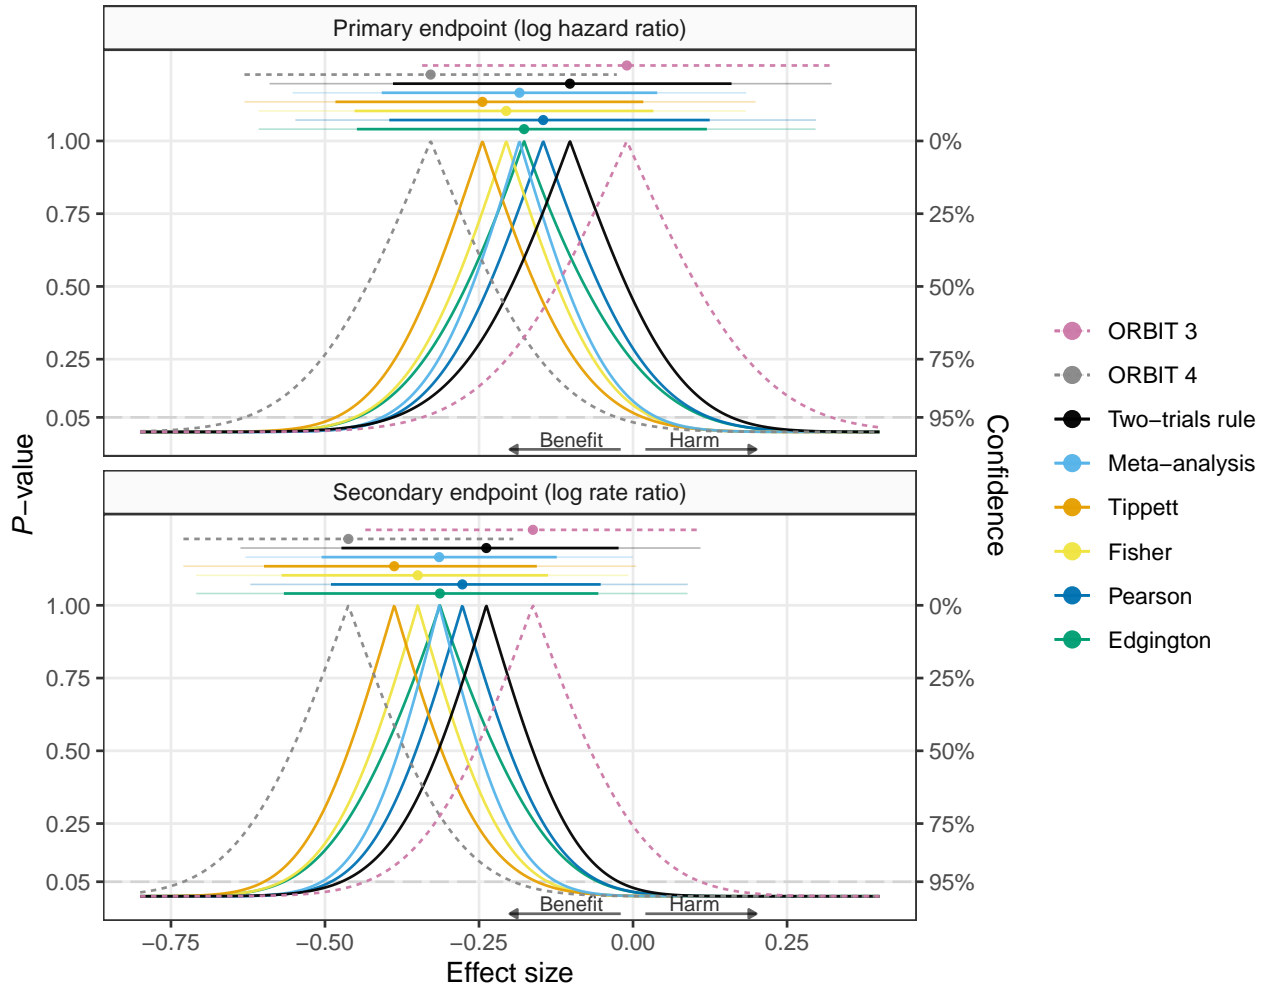 Primary endpoint (log hazard ratio)
1.00
0.75
0.50
0.25
0.05
0%
25%
50%
75%
95%
Benefit
Harm
P−value
Confidence
Secondary endpoint (log rate ratio)
1.00
0.75
0.50
0.25
0.05
0%
25%
50%
75%
95%
Benefit
Harm
−0.75
−0.50
−0.25
0.00
0.25
Effect size
ORBIT 3
ORBIT 4
Two−trials rule
Meta−analysis
Tippett
Fisher
Pearson
Edgington